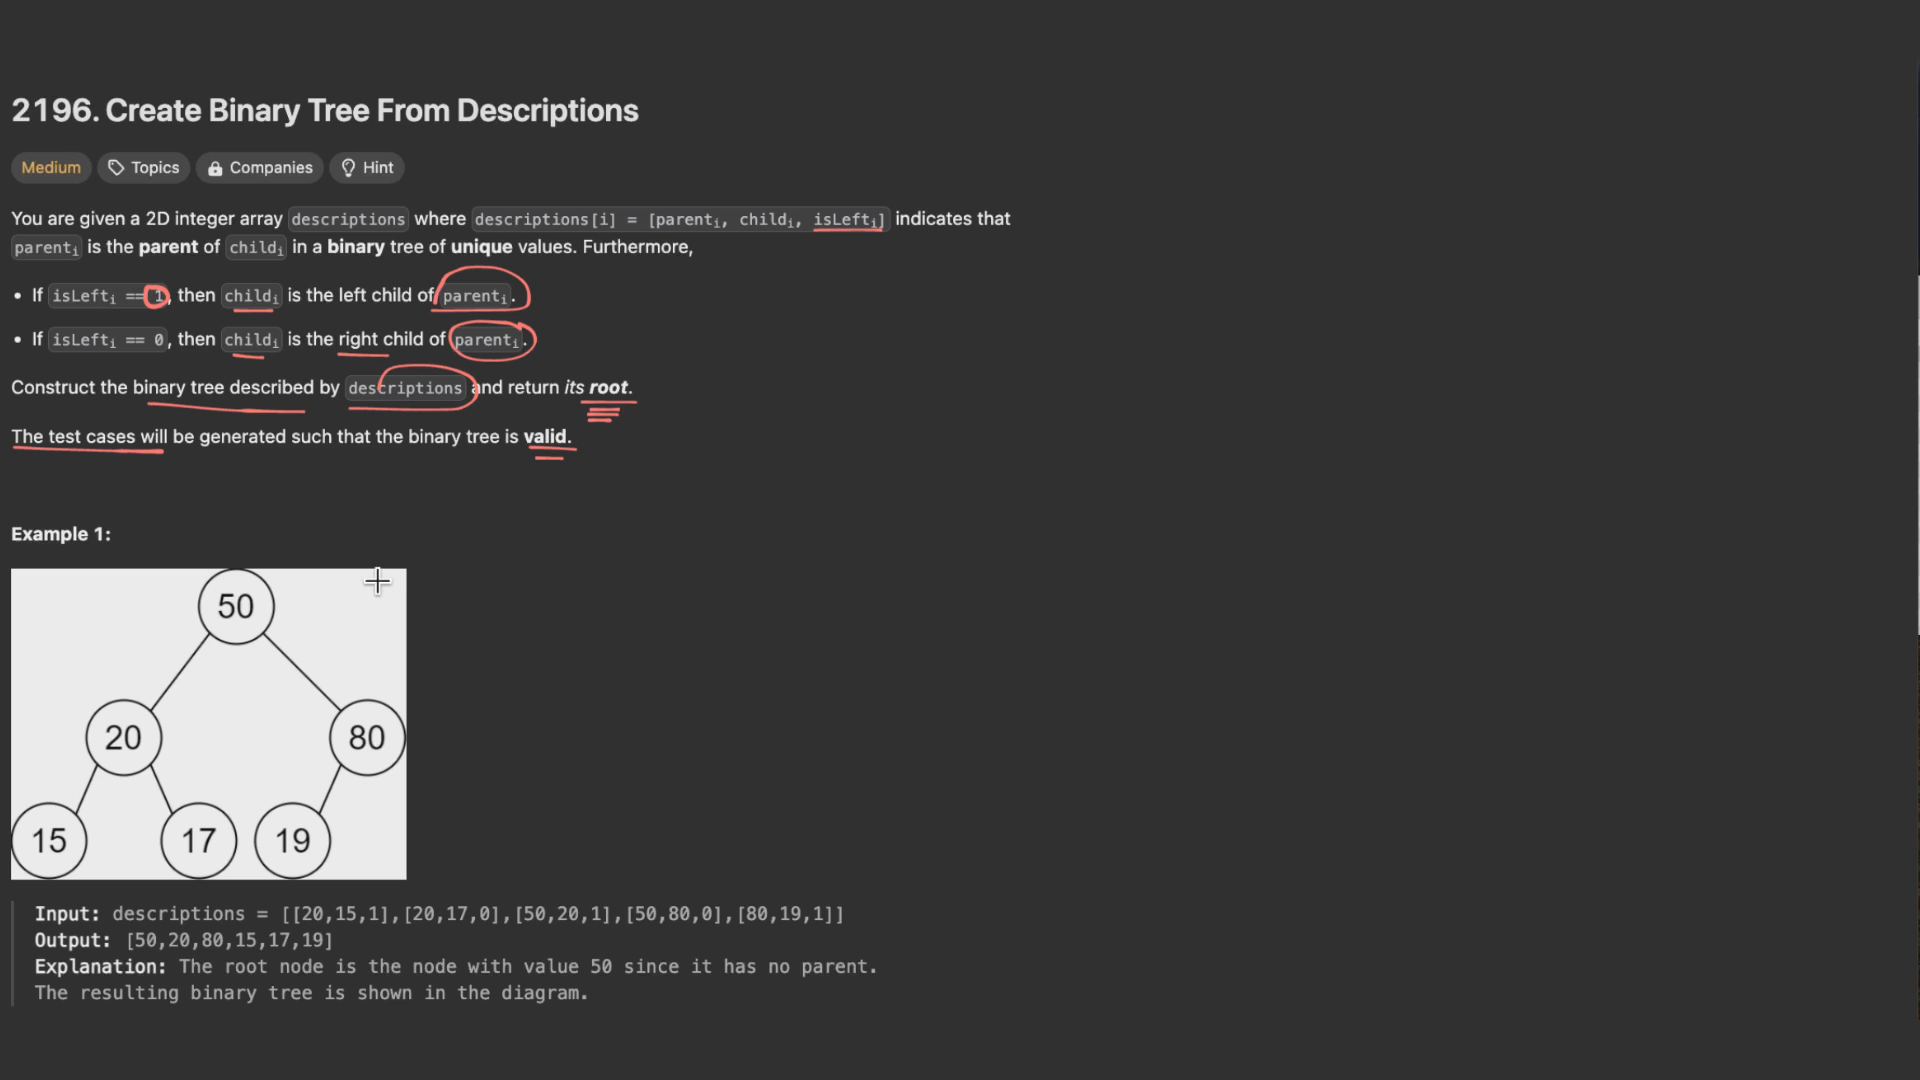 2196. Create Binary Tree From Descriptions
Medium Topics Companies Hint
You are given a 2D integer array descriptions where descriptions[i] = [parentᵢ, childᵢ, isLeftᵢ] indicates that
parentᵢ is the parent of childᵢ in a binary tree of unique values. Furthermore,
• If isLeftᵢ == 1, then childᵢ is the left child of parentᵢ.
• If isLeftᵢ == 0, then childᵢ is the right child of parentᵢ.
Construct the binary tree described by descriptions and return its root.
The test cases will be generated such that the binary tree is valid.
Example 1:
50
20 80
15 17 19
Input: descriptions = [[20,15,1],[20,17,0],[50,20,1],[50,80,0],[80,19,1]]
Output: [50,20,80,15,17,19]
Explanation: The root node is the node with value 50 since it has no parent.
The resulting binary tree is shown in the diagram.